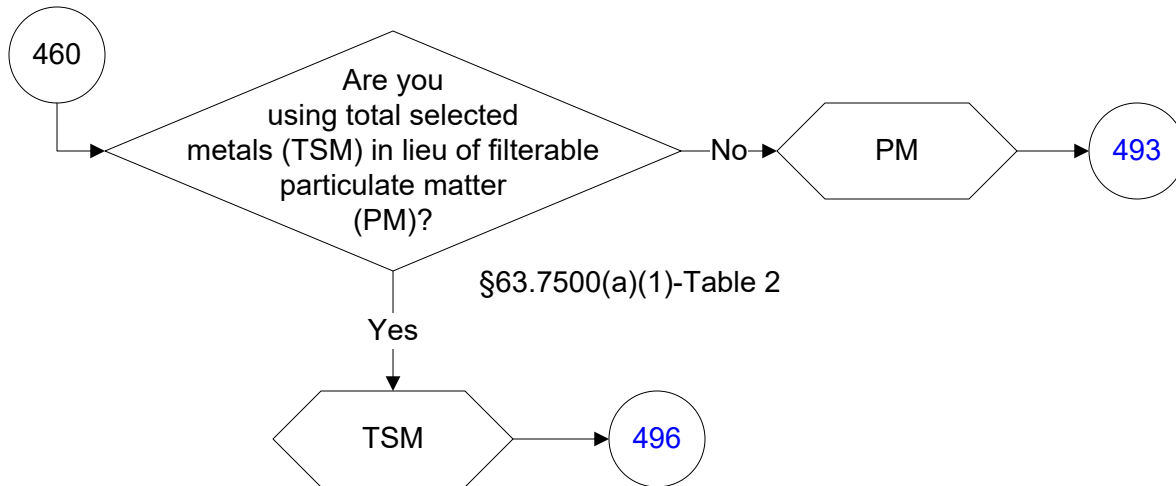 460
Are you
using total selected
metals (TSM) in lieu of filterable
particulate matter
(PM)?
No
PM
493
§63.7500(a)(1)-Table 2
Yes
TSM
496